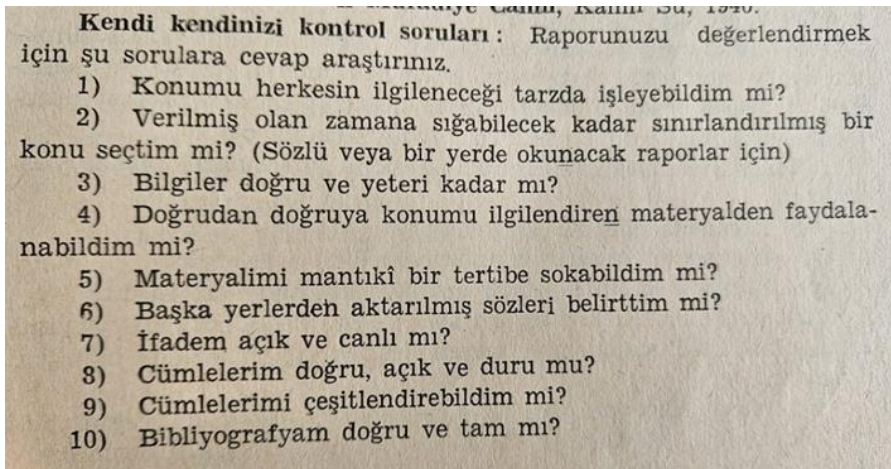 Kendi kendinizi kontrol soruları : Raporunuzu değerlendirmek
için şu sorulara cevap araştırınız.
1) Konumu herkesin ilgileneceği tarzda işleyebildim mi?
2) Verilmiş olan zamana sığabilecek kadar sınırlandırılmış bir
konu seçtim mi? (Sözlü veya bir yerde okunacak raporlar için)
3) Bilgiler doğru ve yeteri kadar mı?
4) Doğrudan doğruya konumu ilgilendiren materyalden faydala-
nabildim mi?
5) Materyalimi mantıkî bir tertibe sokabildim mi?
6) Başka yerlerden aktarılmış sözleri belirttim mi?
7) İfadem açık ve canlı mı?
8) Cümlelerim doğru, açık ve duru mu?
9) Cümlelerimi çeşitlendirebildim mi?
10) Bibliyografyam doğru ve tam mı?